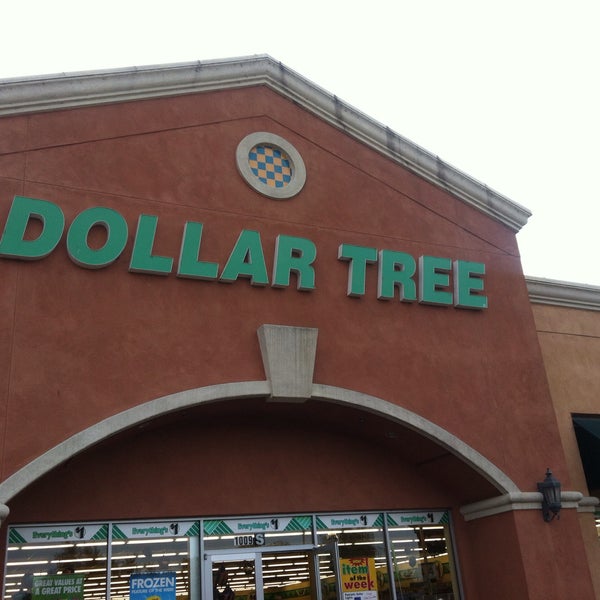 DOLLAR TREE
Everything's $1
Everything's $1
Everything's $1
Everything's $1
Everything's $1
1009 S
GREAT VALUES AT
A GREAT PRICE
FROZEN
item
of the
week